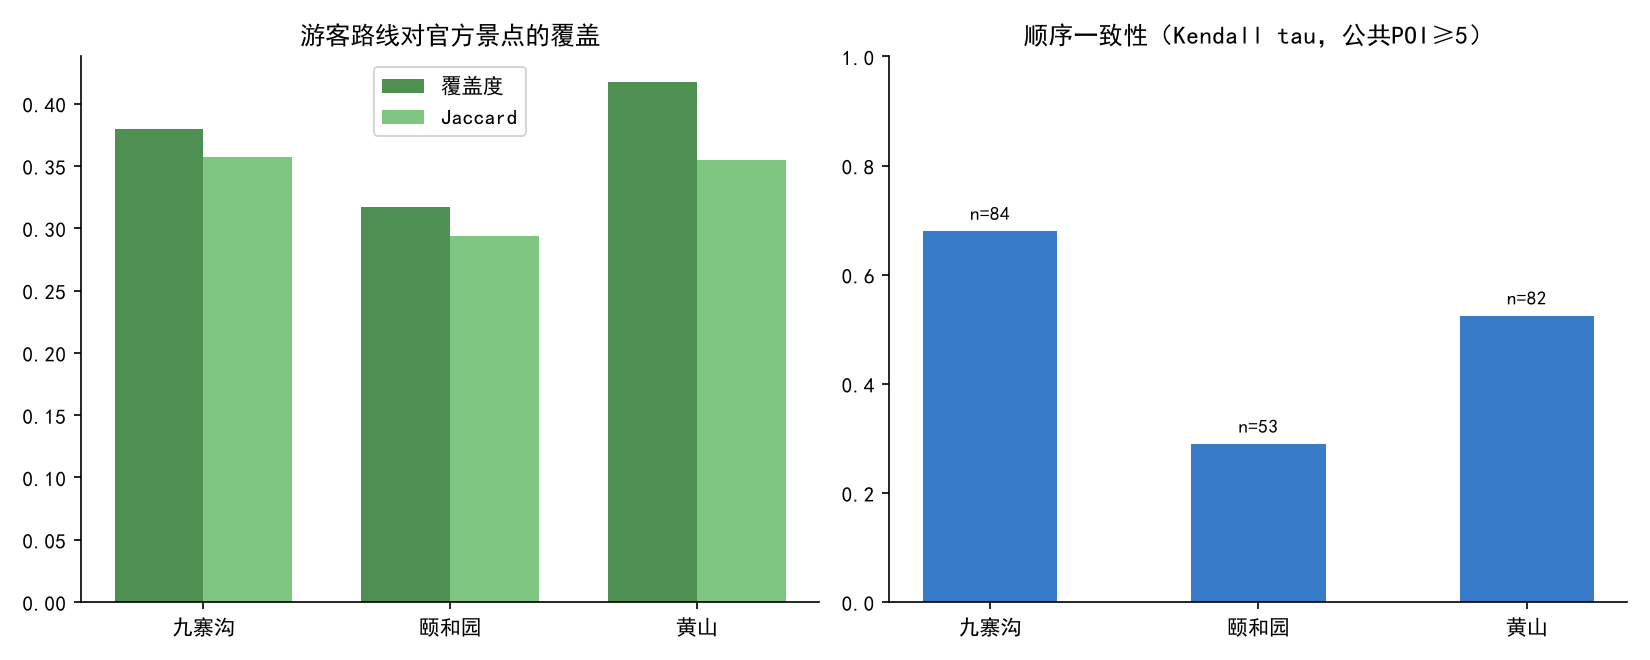 游客路线对官方景点的覆盖
覆盖度
Jaccard
0.40
0.35
0.30
0.25
0.20
0.15
0.10
0.05
0.00
九寨沟
颐和园
黄山
顺序一致性（Kendall tau，公共POI≥5）
1.0
0.8
0.6
0.4
0.2
0.0
n=84
n=53
n=82
九寨沟
颐和园
黄山